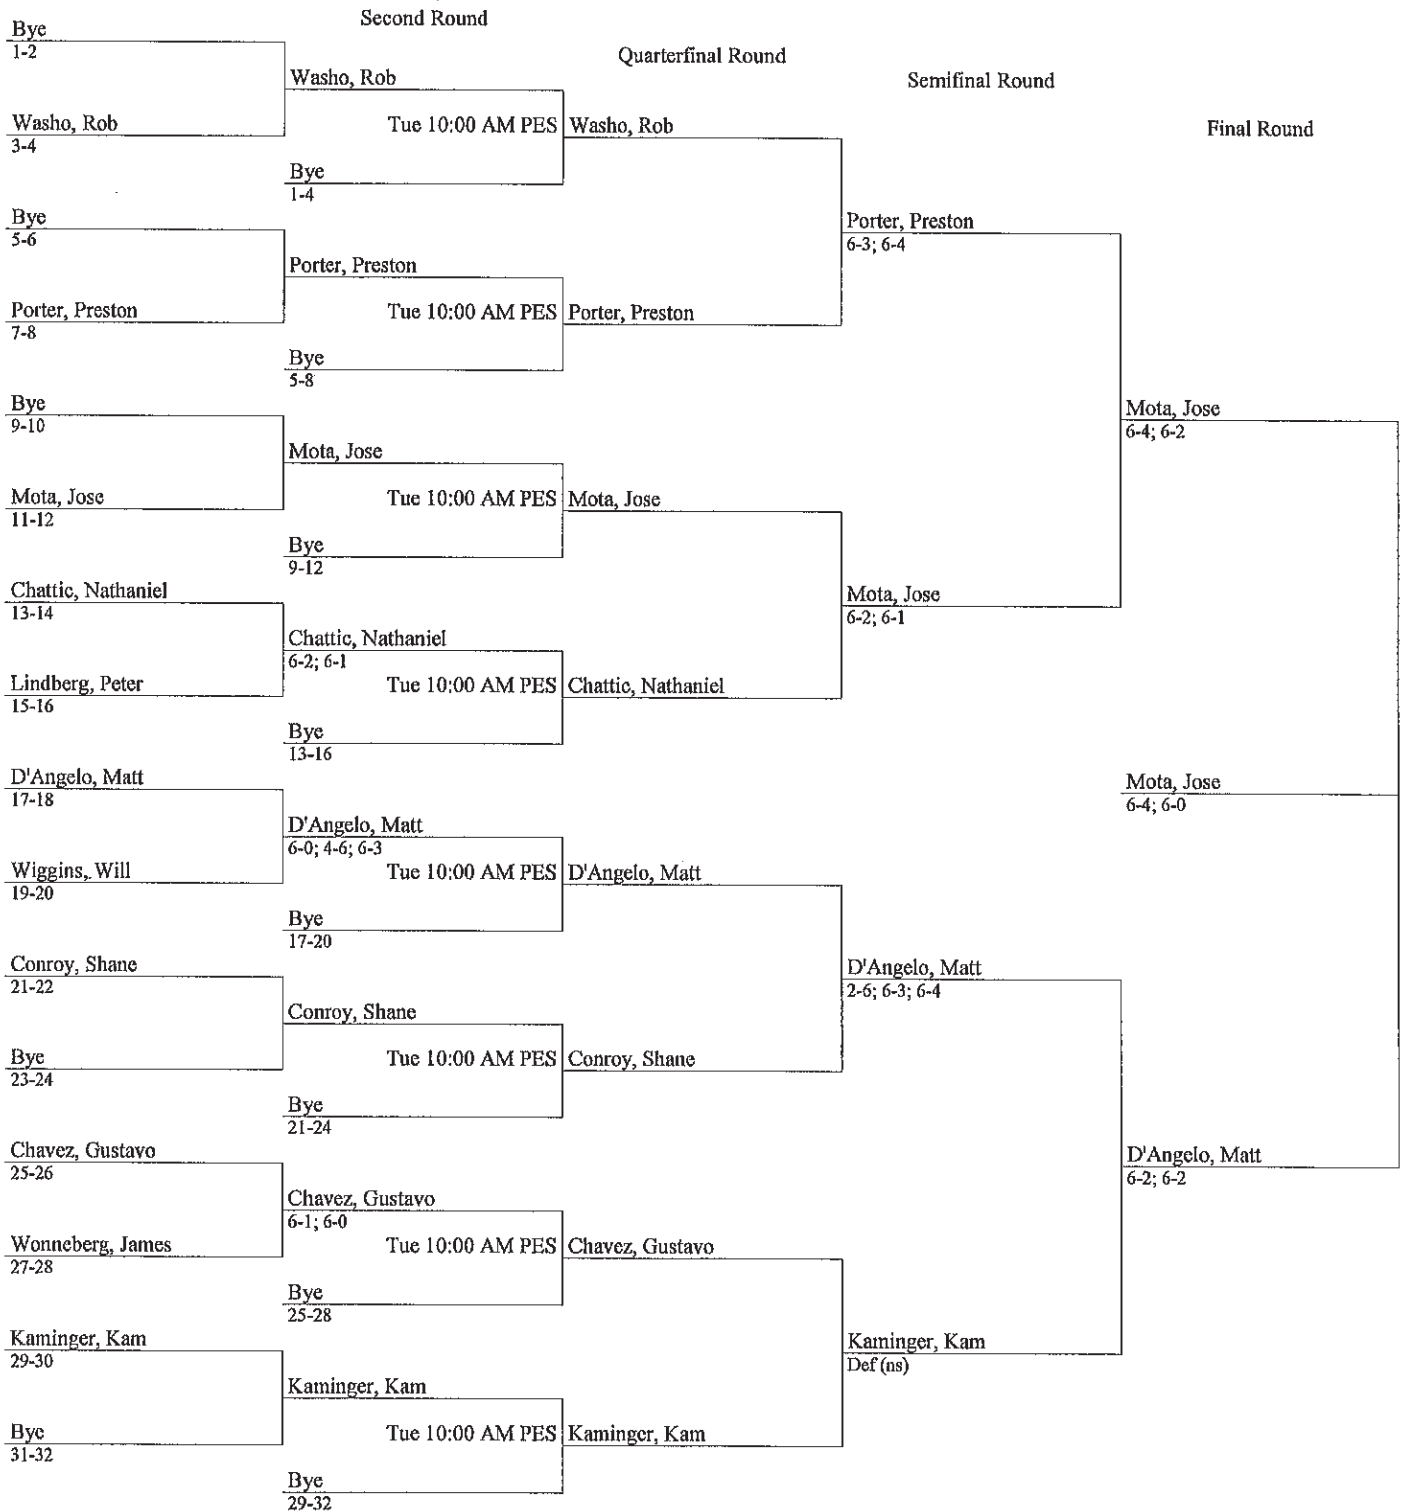 Second Round
Quarterfinal Round
Semifinal Round
Final Round
Bye
1-2
Washo, Rob
3-4
Bye
5-6
Porter, Preston
7-8
Bye
9-10
Mota, Jose
11-12
Chattic, Nathaniel
13-14
Lindberg, Peter
15-16
D'Angelo, Matt
17-18
Wiggins, Will
19-20
Conroy, Shane
21-22
Bye
23-24
Chavez, Gustavo
25-26
Wonneberg, James
27-28
Kaminger, Kam
29-30
Bye
31-32
Washo, Rob
Tue 10:00 AM PES
Bye
1-4
Porter, Preston
Tue 10:00 AM PES
Bye
5-8
Mota, Jose
Tue 10:00 AM PES
Bye
9-12
Chattic, Nathaniel
6-2; 6-1
Tue 10:00 AM PES
Bye
13-16
D'Angelo, Matt
6-0; 4-6; 6-3
Tue 10:00 AM PES
Bye
17-20
Conroy, Shane
Tue 10:00 AM PES
Bye
21-24
Chavez, Gustavo
6-1; 6-0
Tue 10:00 AM PES
Bye
25-28
Kaminger, Kam
Tue 10:00 AM PES
Bye
29-32
Washo, Rob
Porter, Preston
Mota, Jose
Chattic, Nathaniel
D'Angelo, Matt
Conroy, Shane
Chavez, Gustavo
Kaminger, Kam
Porter, Preston
6-3; 6-4
Mota, Jose
6-2; 6-1
D'Angelo, Matt
2-6; 6-3; 6-4
Kaminger, Kam
Def (ns)
Mota, Jose
6-4; 6-2
Mota, Jose
6-4; 6-0
D'Angelo, Matt
6-2; 6-2